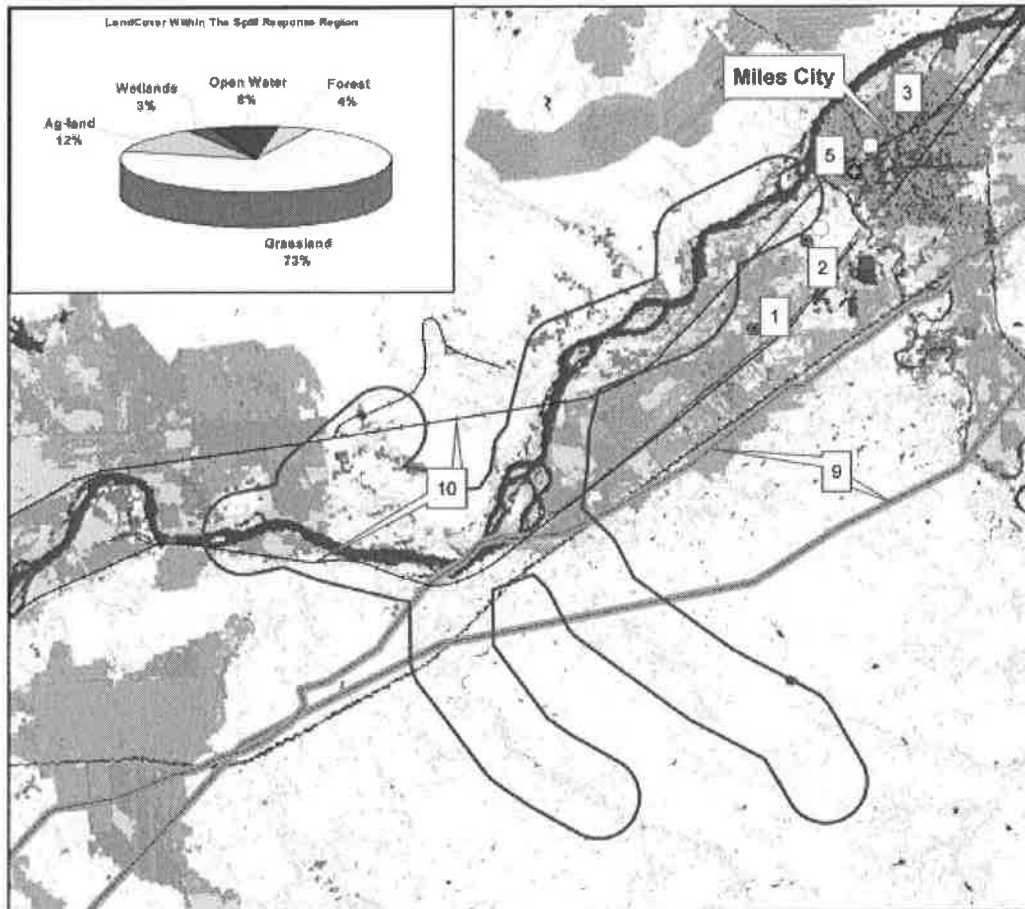 LandCover Within The Spill Response Region
Wetlands
3%
Open Water
8%
Forest
4%
Ag-land
12%
Grassland
73%
Miles City
3
5
2
1
9
10